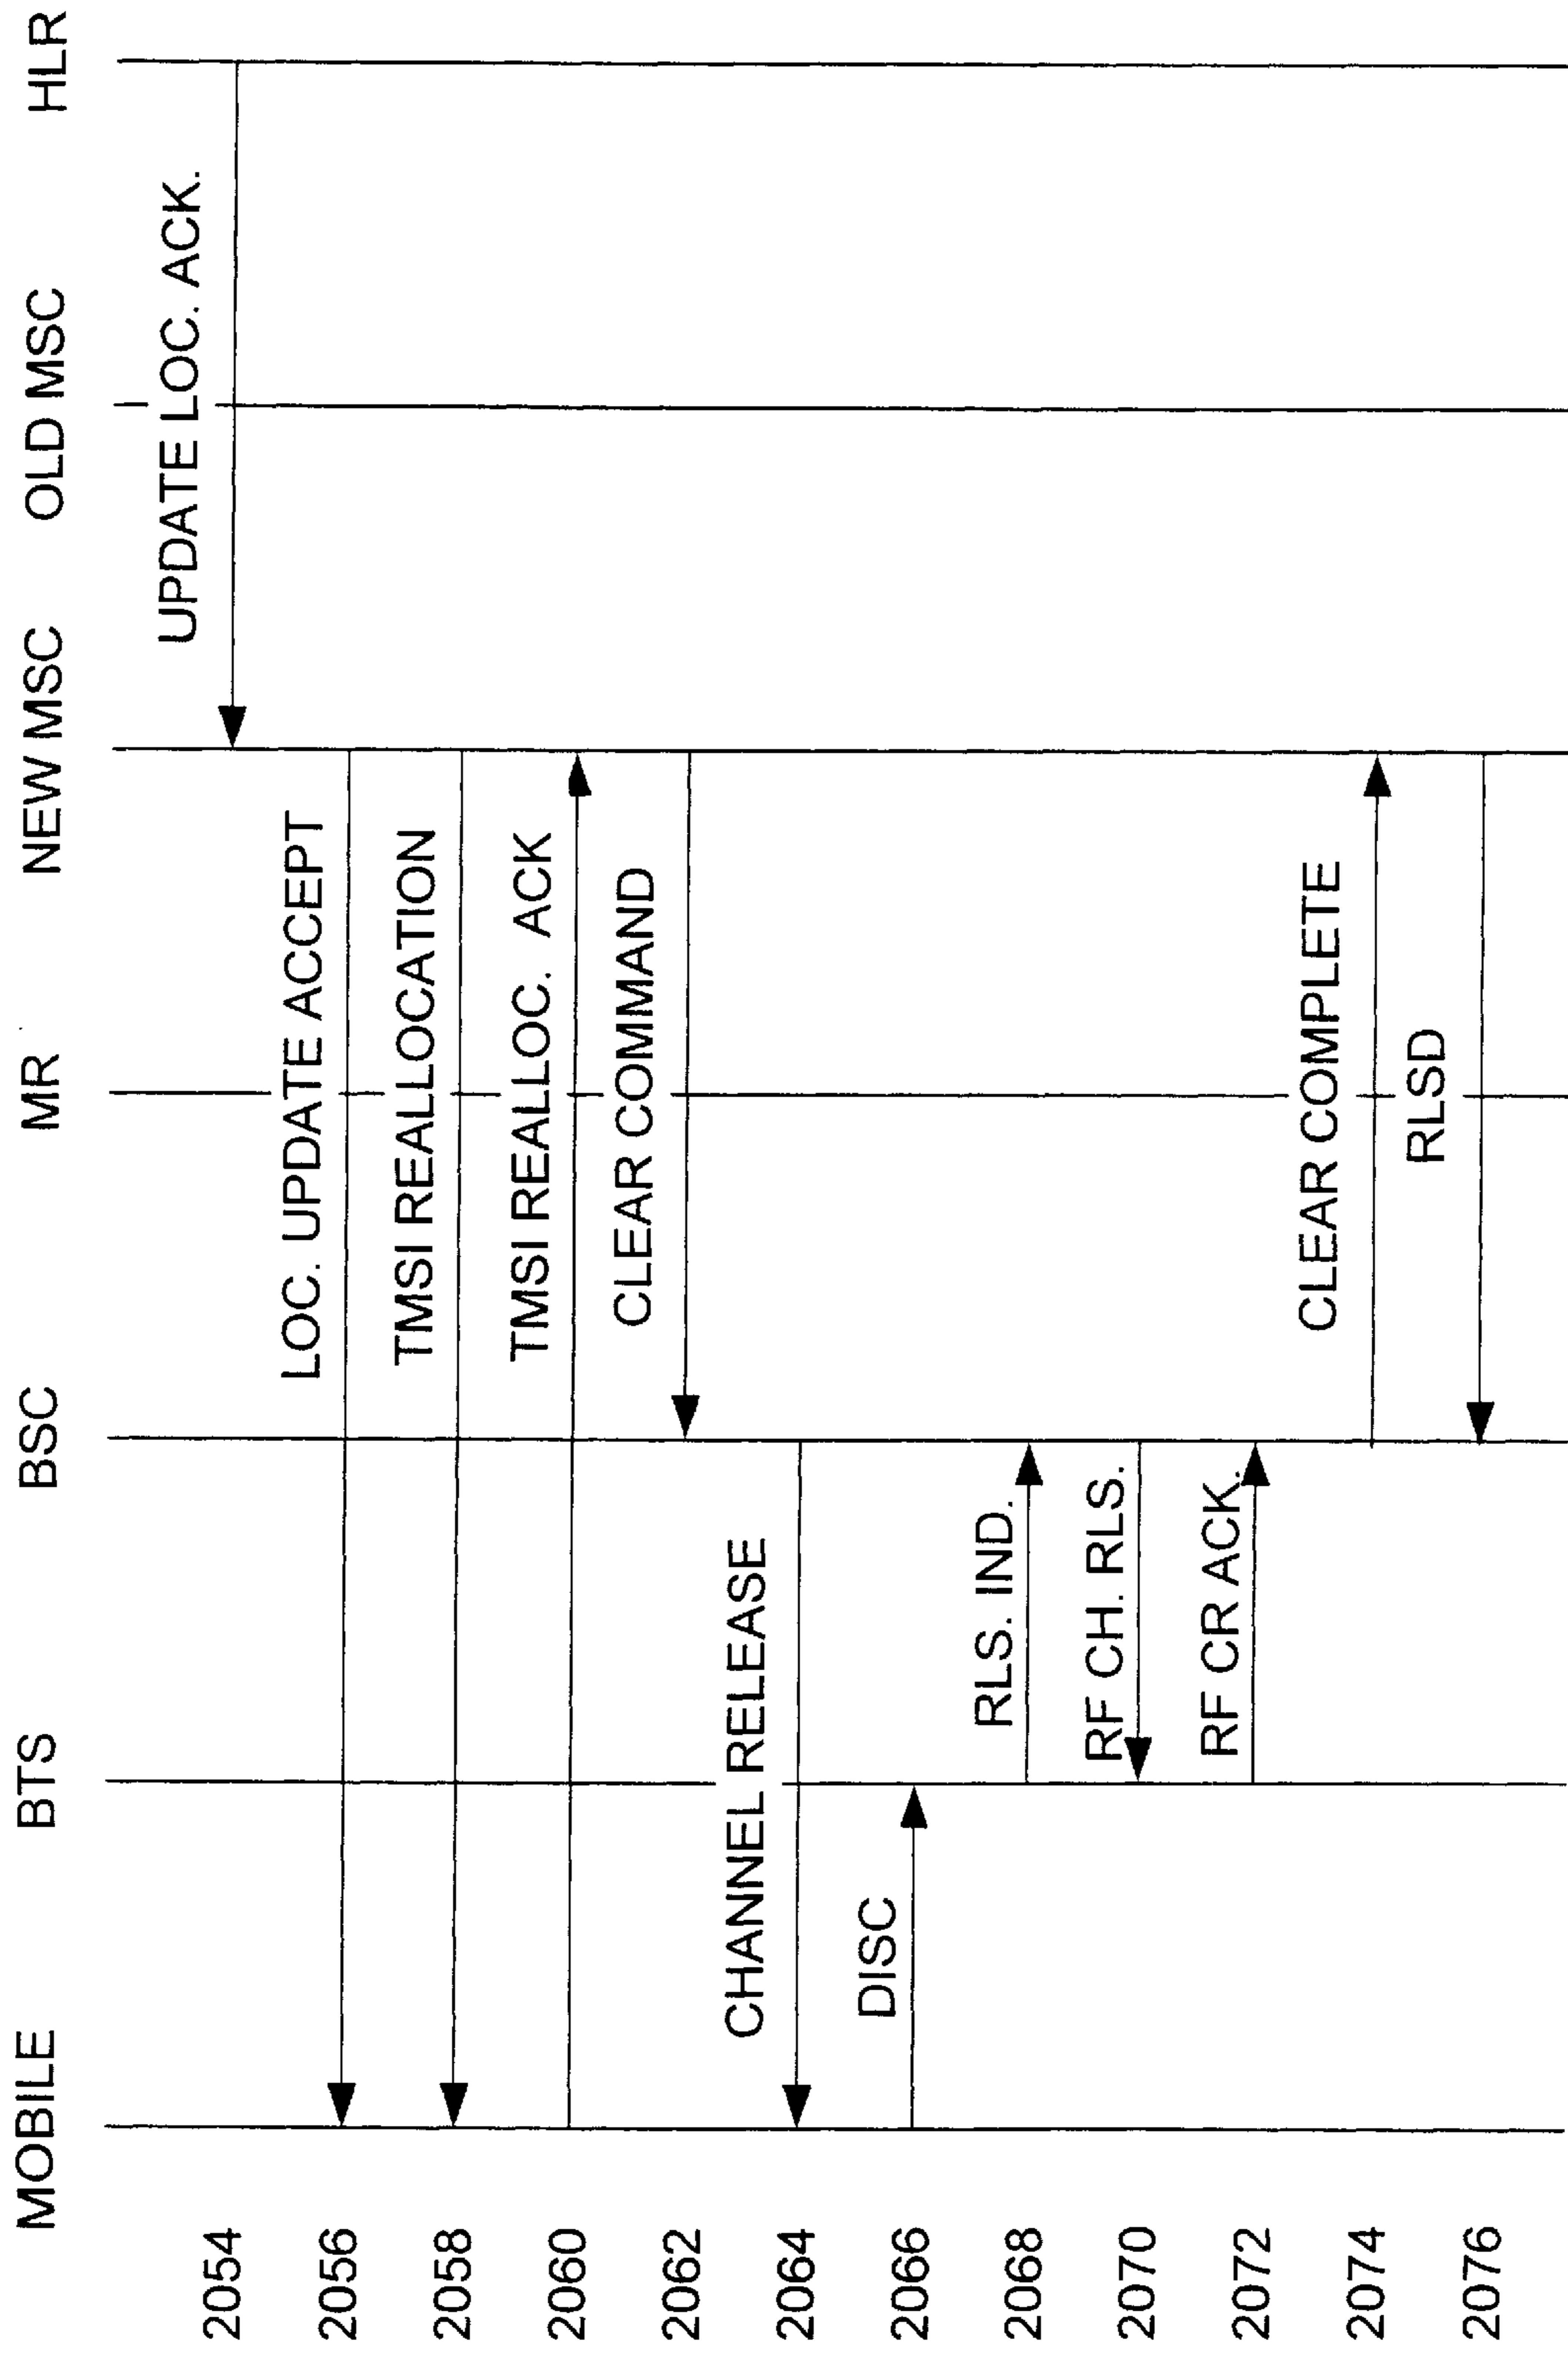 MOBILE BTS BSC MR NEW MSC OLD MSC HLR
2054 UPDATE LOC. ACK.
2056 LOC. UPDATE ACCEPT
2058 TMSI REALLOCATION
2060 TMSI REALLOC. ACK
2062 CLEAR COMMAND
2064 CHANNEL RELEASE
2066 DISC
2068 RLS. IND.
2070 RF CH. RLS.
2072 RF CR ACK.
2074 CLEAR COMPLETE
2076 RLSD